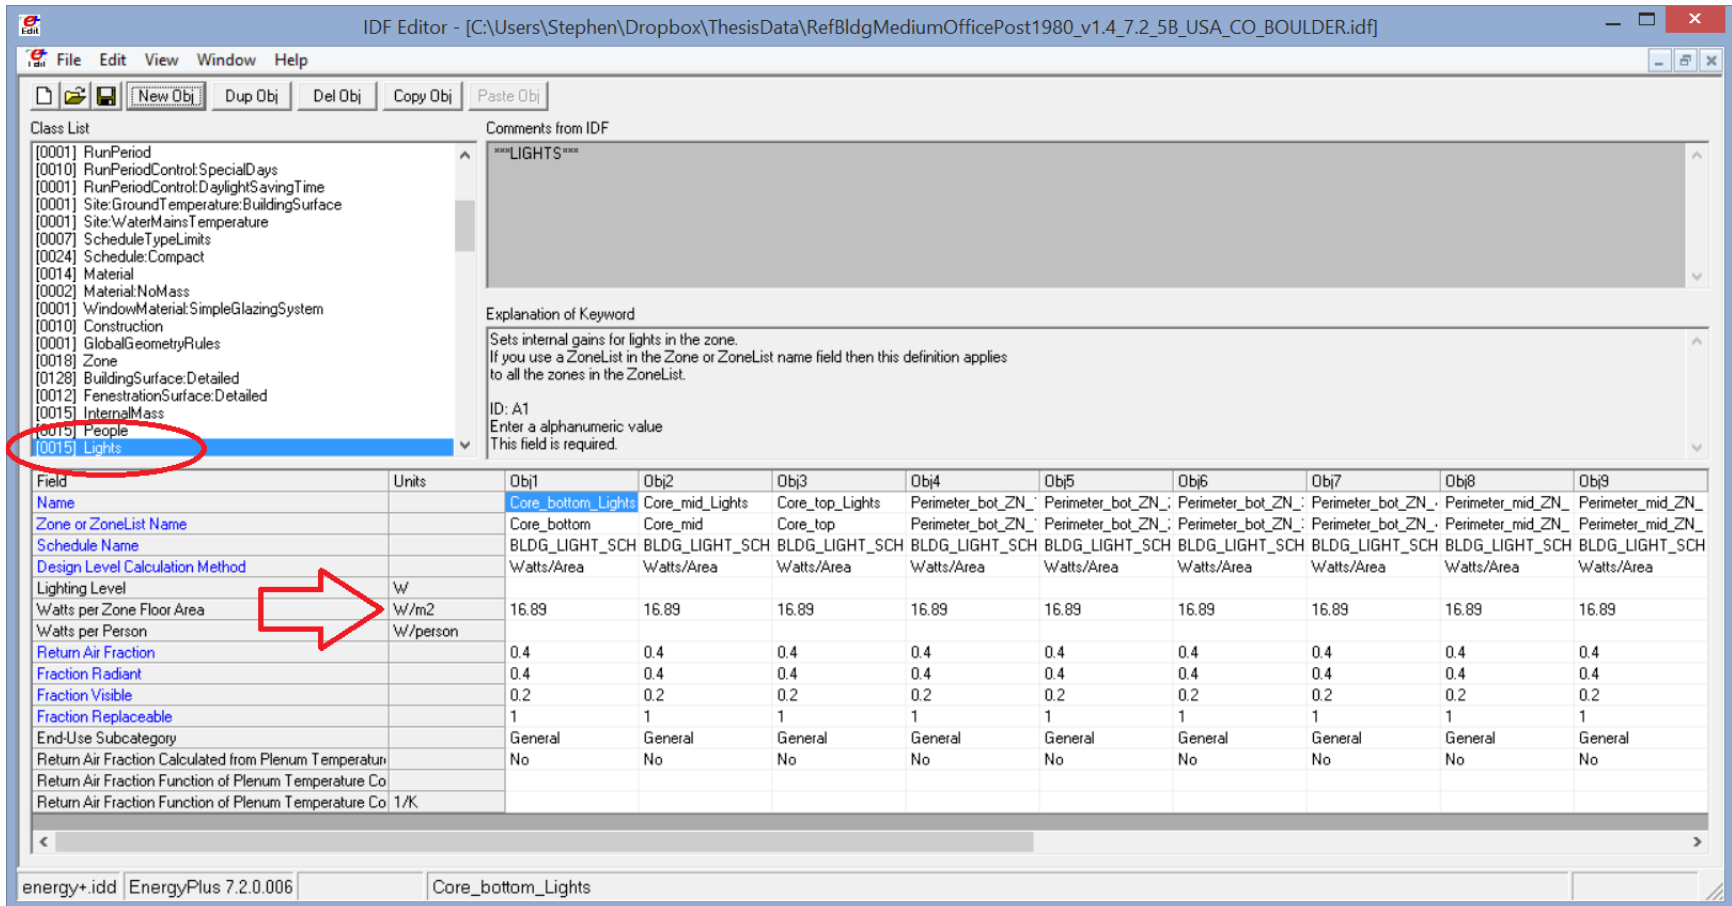 IDF Editor - [C:\Users\Stephen\Dropbox\ThesisData\RefBldgMediumOfficePost1980_v1.4_7.2_5B_USA_CO_BOULDER.idf]
File Edit View Window Help
New Obj Dup Obj Del Obj Copy Obj Paste Obj
Class List
[0001] RunPeriod
[0010] RunPeriodControl:SpecialDays
[0001] RunPeriodControl:DaylightSavingTime
[0001] Site:GroundTemperature:BuildingSurface
[0001] Site:WaterMainsTemperature
[0007] ScheduleTypeLimits
[0024] Schedule:Compact
[0014] Material
[0002] Material:NoMass
[0001] WindowMaterial:SimpleGlazingSystem
[0010] Construction
[0001] GlobalGeometryRules
[0018] Zone
[0128] BuildingSurface:Detailed
[0012] FenestrationSurface:Detailed
[0015] InternalMass
[0015] People
[0015] Lights
Comments from IDF
***LIGHTS***
Explanation of Keyword
Sets internal gains for lights in the zone.
If you use a ZoneList in the Zone or ZoneList name field then this definition applies
to all the zones in the ZoneList.
ID: A1
Enter a alphanumeric value
This field is required.
Field Units Obj1 Obj2 Obj3 Obj4 Obj5 Obj6 Obj7 Obj8 Obj9
Name Core_bottom_Lights Core_mid_Lights Core_top_Lights Perimeter_bot_ZN_ Perimeter_bot_ZN_ Perimeter_bot_ZN_ Perimeter_bot_ZN_ Perimeter_mid_ZN_ Perimeter_mid_ZN_
Zone or ZoneList Name Core_bottom Core_mid Core_top Perimeter_bot_ZN_ Perimeter_bot_ZN_ Perimeter_bot_ZN_ Perimeter_bot_ZN_ Perimeter_mid_ZN_ Perimeter_mid_ZN_
Schedule Name BLDG_LIGHT_SCH BLDG_LIGHT_SCH BLDG_LIGHT_SCH BLDG_LIGHT_SCH BLDG_LIGHT_SCH BLDG_LIGHT_SCH BLDG_LIGHT_SCH BLDG_LIGHT_SCH BLDG_LIGHT_SCH
Design Level Calculation Method Watts/Area Watts/Area Watts/Area Watts/Area Watts/Area Watts/Area Watts/Area Watts/Area Watts/Area
Lighting Level W
Watts per Zone Floor Area W/m2 16.89 16.89 16.89 16.89 16.89 16.89 16.89 16.89 16.89
Watts per Person W/person
Return Air Fraction 0.4 0.4 0.4 0.4 0.4 0.4 0.4 0.4 0.4
Fraction Radiant 0.4 0.4 0.4 0.4 0.4 0.4 0.4 0.4 0.4
Fraction Visible 0.2 0.2 0.2 0.2 0.2 0.2 0.2 0.2 0.2
Fraction Replaceable 1 1 1 1 1 1 1 1 1
End-Use Subcategory General General General General General General General General General
Return Air Fraction Calculated from Plenum Temperatur No No No No No No No No No
Return Air Fraction Function of Plenum Temperature Co
Return Air Fraction Function of Plenum Temperature Co 1/K
energy+.idd EnergyPlus 7.2.0.006 Core_bottom_Lights